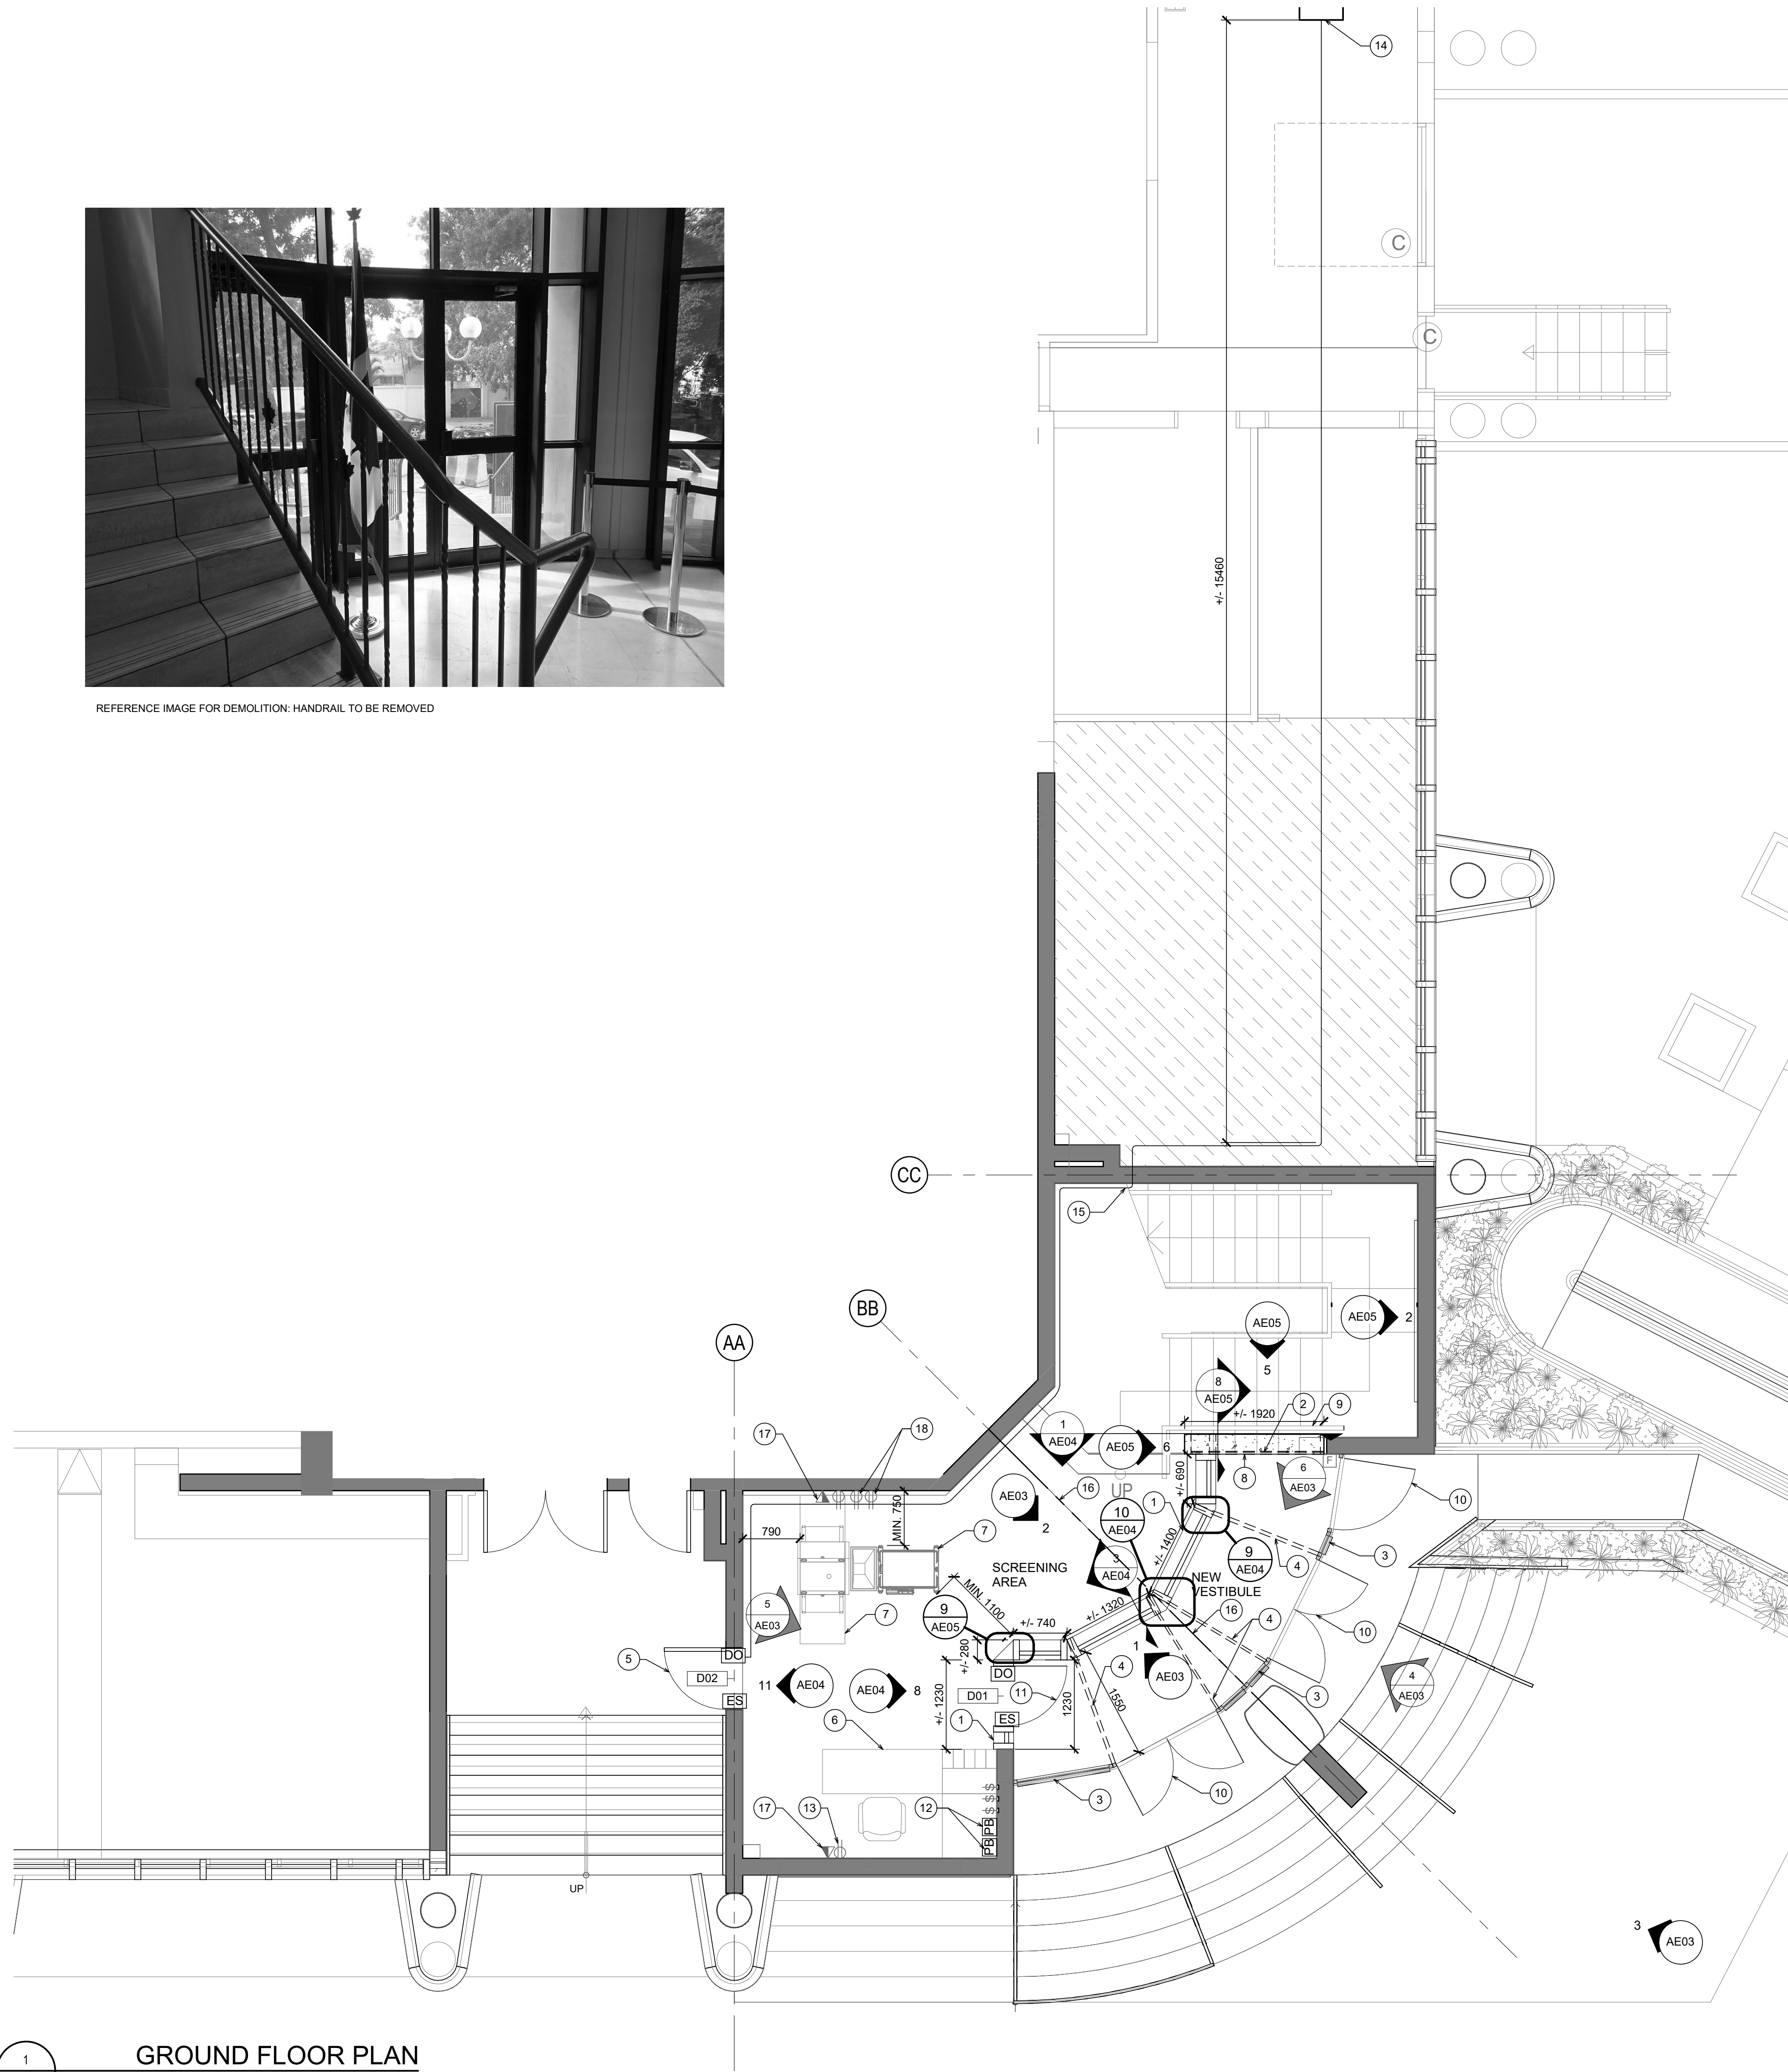 14
C
C
+/- 15460
REFERENCE IMAGE FOR DEMOLITION: HANDRAIL TO BE REMOVED
CC
15
BB
AA
AE05
2
AE05
5
8
AE05
+/- 1920
2
9
1
AE04
AE05
6
17
18
8
F
6
AE03
+/- 690
UP
16
10
AE03
2
1
10
AE04
MIN. 750
790
7
+/- 1400
9
AE04
4
3
SCREENING
AREA
3
AE04
NEW
VESTIBULE
MIN. 1100
5
AE03
7
9
AE05
+/- 740
+/- 1320
16
4
10
+/- 280
1
AE03
5
DO
D02
ES
11
AE04
AE04
8
DO
D01
11
ES
4
1550
3
4
AE03
+/- 1230
1230
6
1
3
10
17
13
12
S
S
S
PB
PB
UP
3
AE03
1
GROUND FLOOR PLAN